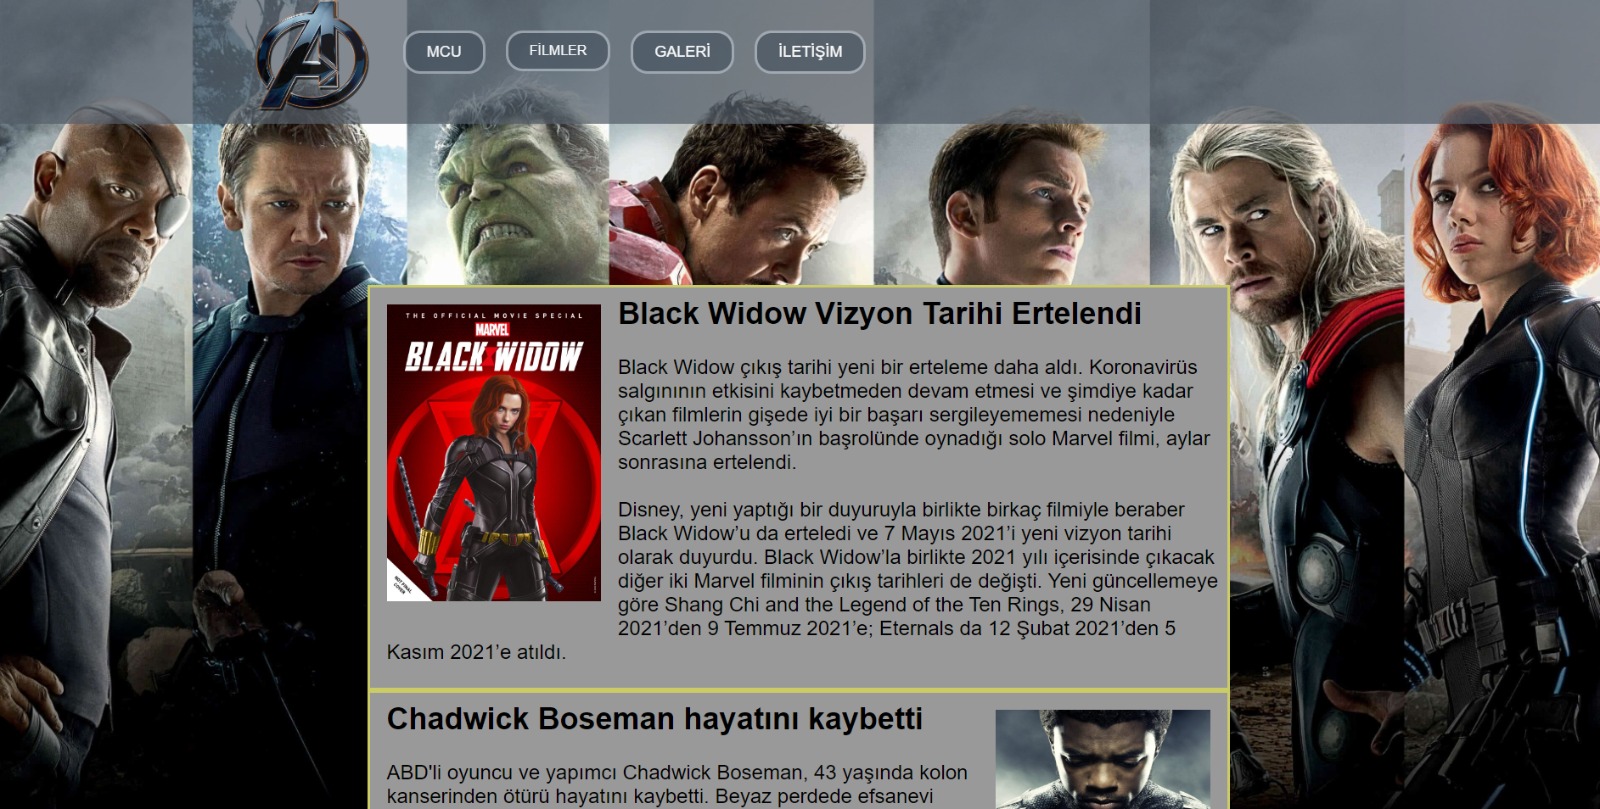 MCU
FİLMLER
GALERİ
İLETİŞİM
THE OFFICIAL MOVIE SPECIAL
MARVEL
BLACK WIDOW
NOT FINAL
COVER
Black Widow Vizyon Tarihi Ertelendi
Black Widow çıkış tarihi yeni bir erteleme daha aldı. Koronavirüs
salgınının etkisini kaybetmeden devam etmesi ve şimdiye kadar
çıkan filmlerin gişede iyi bir başarı sergileyememesi nedeniyle
Scarlett Johansson’ın başrolünde oynadığı solo Marvel filmi, aylar
sonrasına ertelendi.
Disney, yeni yaptığı bir duyuruyla birlikte birkaç filmiyle beraber
Black Widow’u da erteledi ve 7 Mayıs 2021’i yeni vizyon tarihi
olarak duyurdu. Black Widow’la birlikte 2021 yılı içerisinde çıkacak
diğer iki Marvel filminin çıkış tarihleri de değişti. Yeni güncellemeye
göre Shang Chi and the Legend of the Ten Rings, 29 Nisan
2021’den 9 Temmuz 2021’e; Eternals da 12 Şubat 2021’den 5
Kasım 2021’e atıldı.
Chadwick Boseman hayatını kaybetti
ABD'li oyuncu ve yapımcı Chadwick Boseman, 43 yaşında kolon
kanserinden ötürü hayatını kaybetti. Beyaz perdede efsanevi